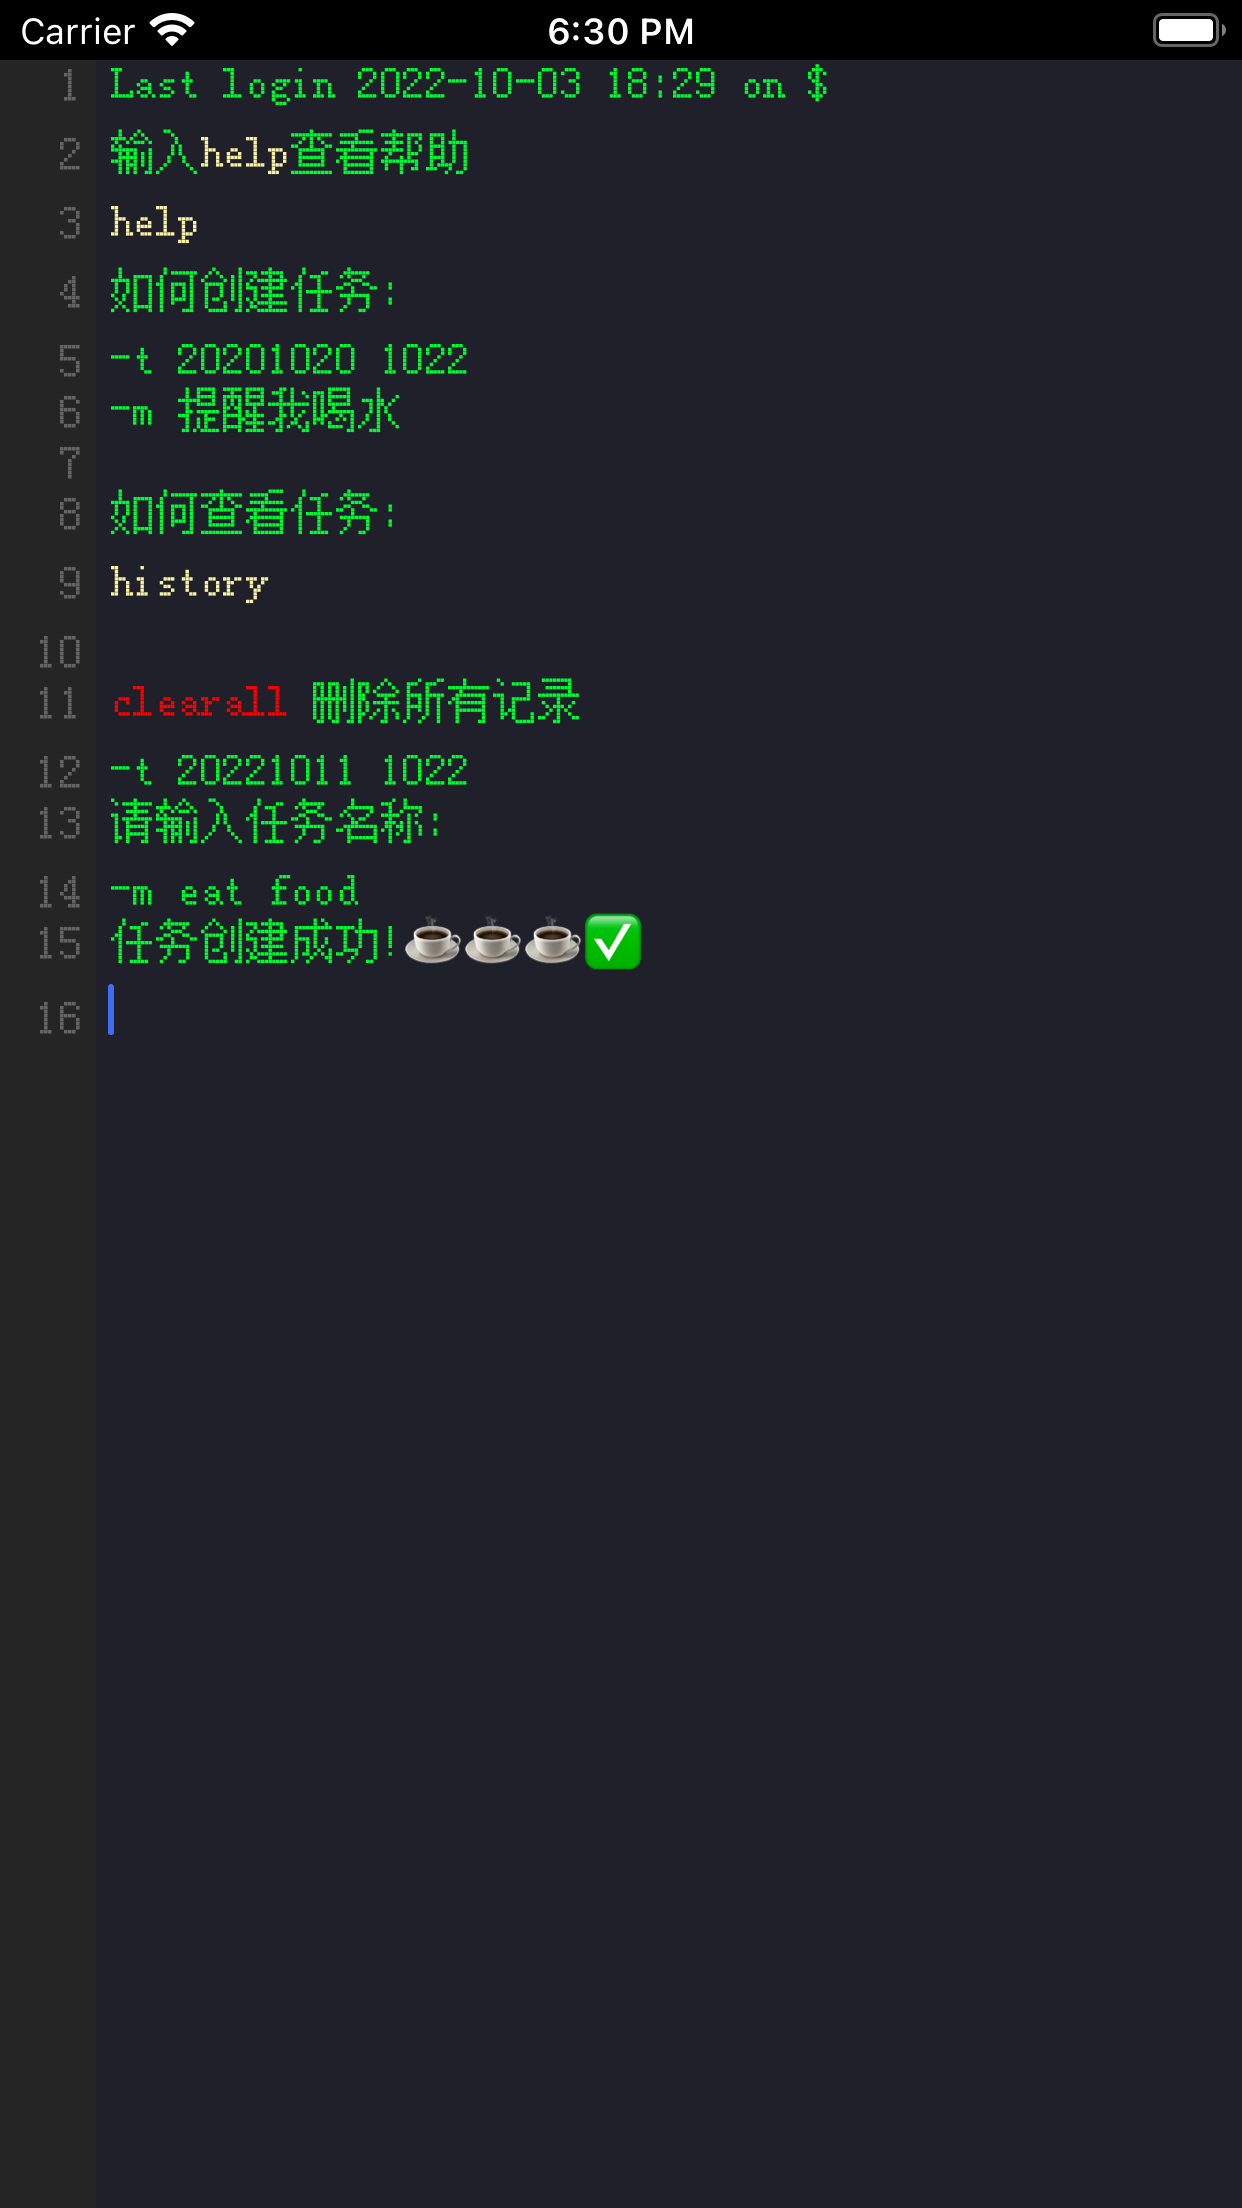 Carrier 6:30 PM
1 Last login 2022-10-03 18:29 on $
2 输入help查看帮助
3 help
4 如何创建任务:
5 -t 20201020 1022
6 -m 提醒我喝水
7
8 如何查看任务:
9 history
10
11 clearall 删除所有记录
12 -t 20221011 1022
13 请输入任务名称:
14 -m eat food
15 任务创建成功!☕☕☕✅
16